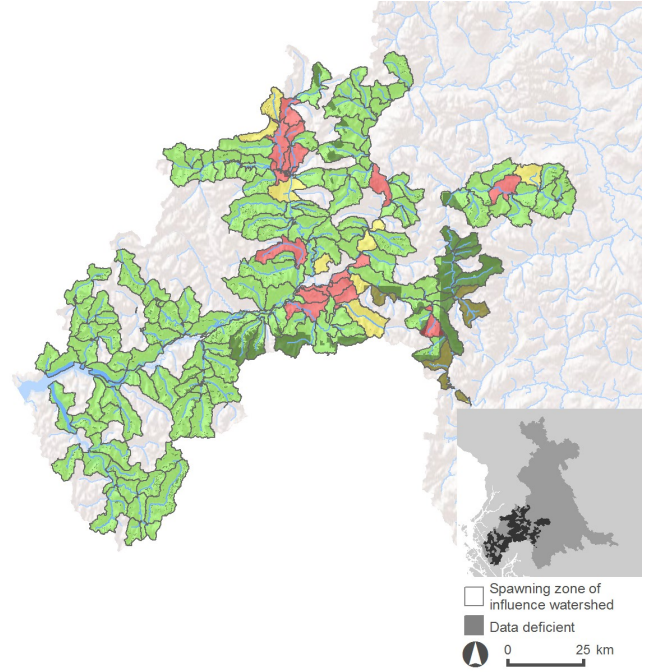 Spawning zone of
influence watershed
Data deficient
0 25 km